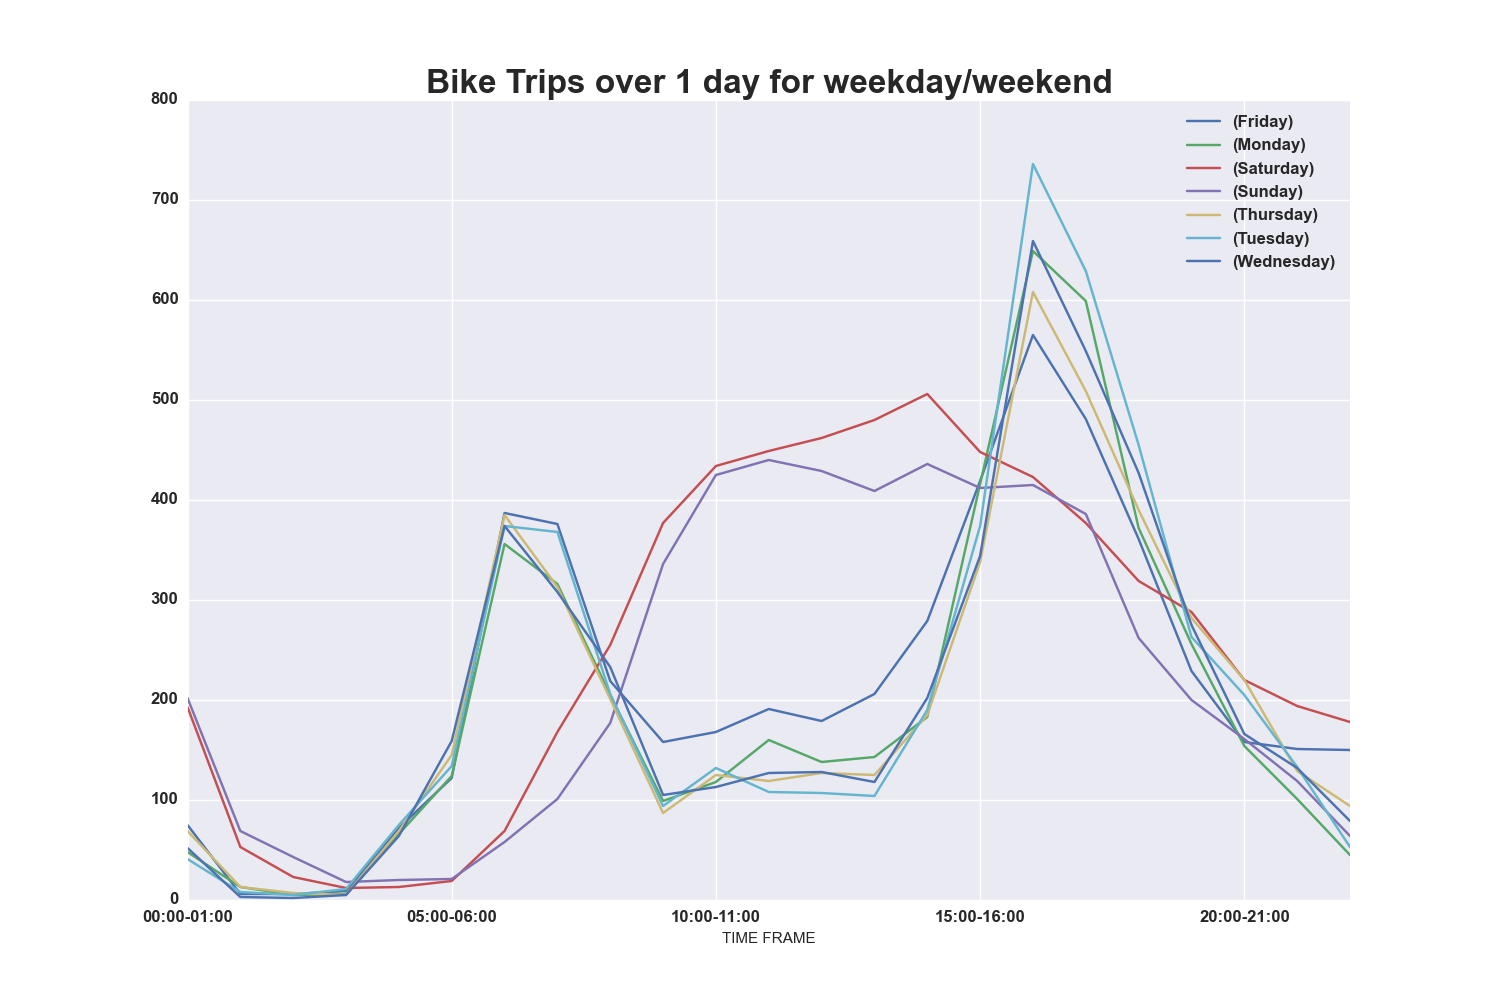 Bike Trips over 1 day for weekday/weekend
800
700
600
500
400
300
200
100
0
(Friday)
(Monday)
(Saturday)
(Sunday)
(Thursday)
(Tuesday)
(Wednesday)
00:00-01:00 05:00-06:00 10:00-11:00 15:00-16:00 20:00-21:00
TIME FRAME